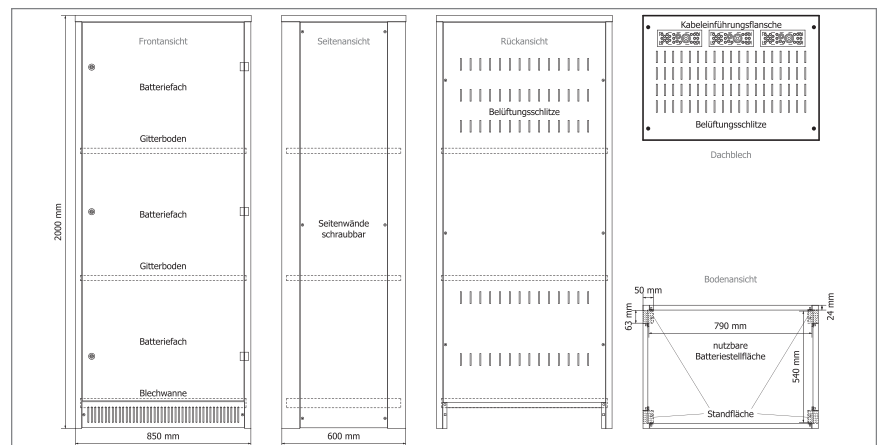 Frontansicht
Batteriefach
Gitterboden
Batteriefach
Gitterboden
Batteriefach
Blechwanne
2000 mm
850 mm
Seitenansicht
Seitenwände
schraubbar
600 mm
Rückansicht
Belüftungsschlitze
Kabeleinführungsflansche
Belüftungsschlitze
Dachblech
Bodenansicht
50 mm
63 mm
24 mm
790 mm
nutzbare
Batteriestellfläche
540 mm
Standfläche